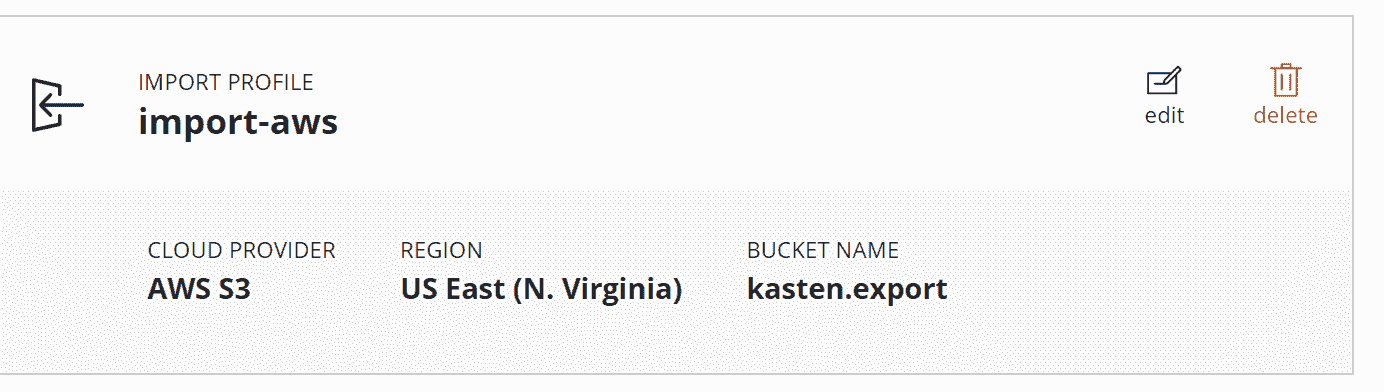 IMPORT PROFILE
import-aws
edit
delete
CLOUD PROVIDER
AWS S3
REGION
US East (N. Virginia)
BUCKET NAME
kasten.export